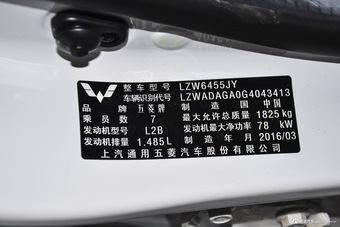 整车型号 LZW6455JY
车辆识别代号 LZWADAGA0G4043413
品牌 五菱牌 制造国 中国
乘员数 7 最大允许总质量 1825 kg
发动机型号 L2B 发动机最大净功率 78 kW
发动机排量 1.485 L 制造年月 2016/03
上汽通用五菱汽车股份有限公司